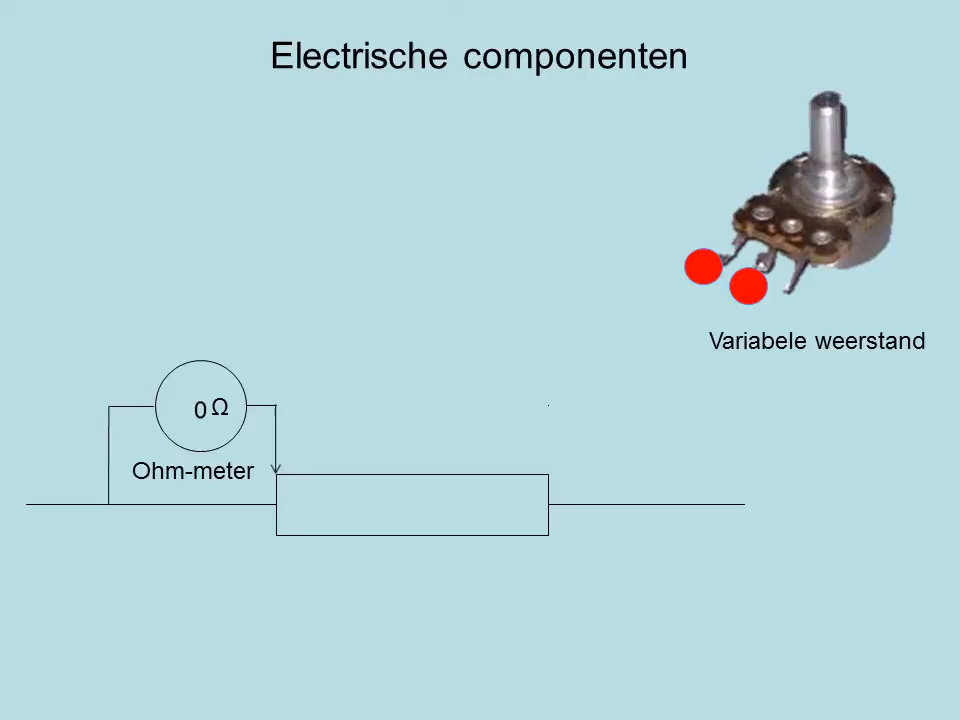 Electrische componenten
Variabele weerstand
0 Ω
Ohm-meter